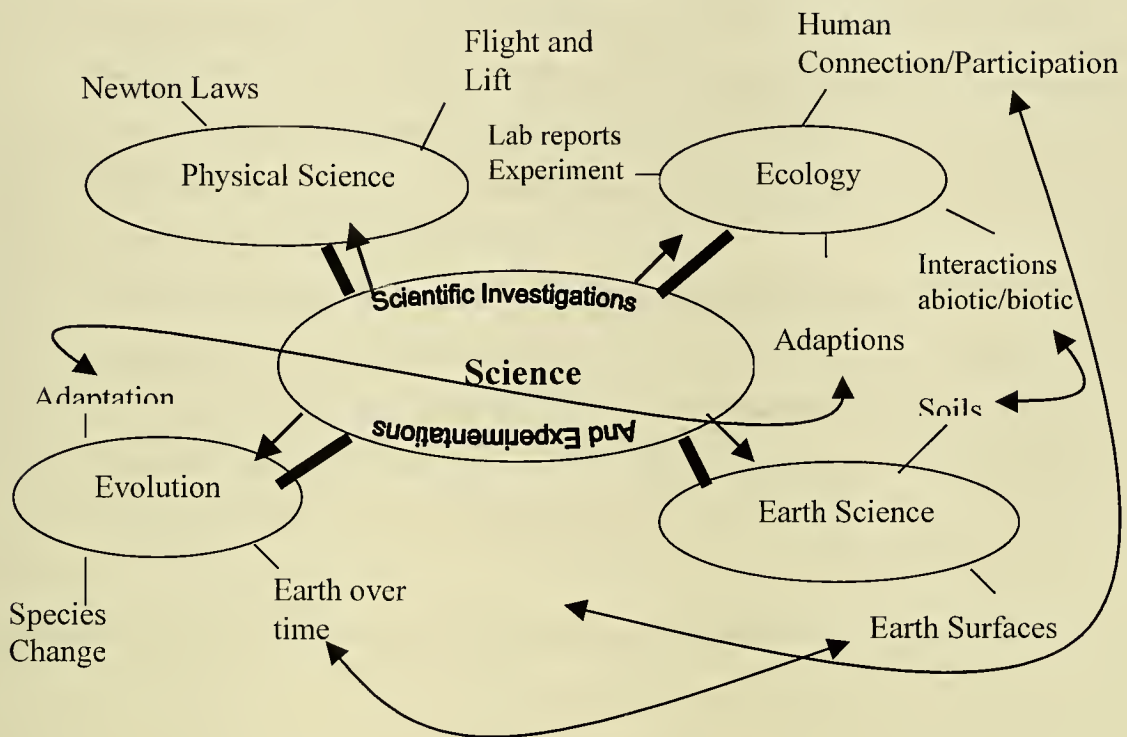 Human
Connection/Participation
Flight and
Lift
Newton Laws
Lab reports
Experiment
Physical Science
Ecology
Interactions
abiotic/biotic
Scientific Investigations
Adaptions
Science
Adaptation
Soils
And Experimentations
Evolution
Earth Science
Earth over
time
Species
Change
Earth Surfaces